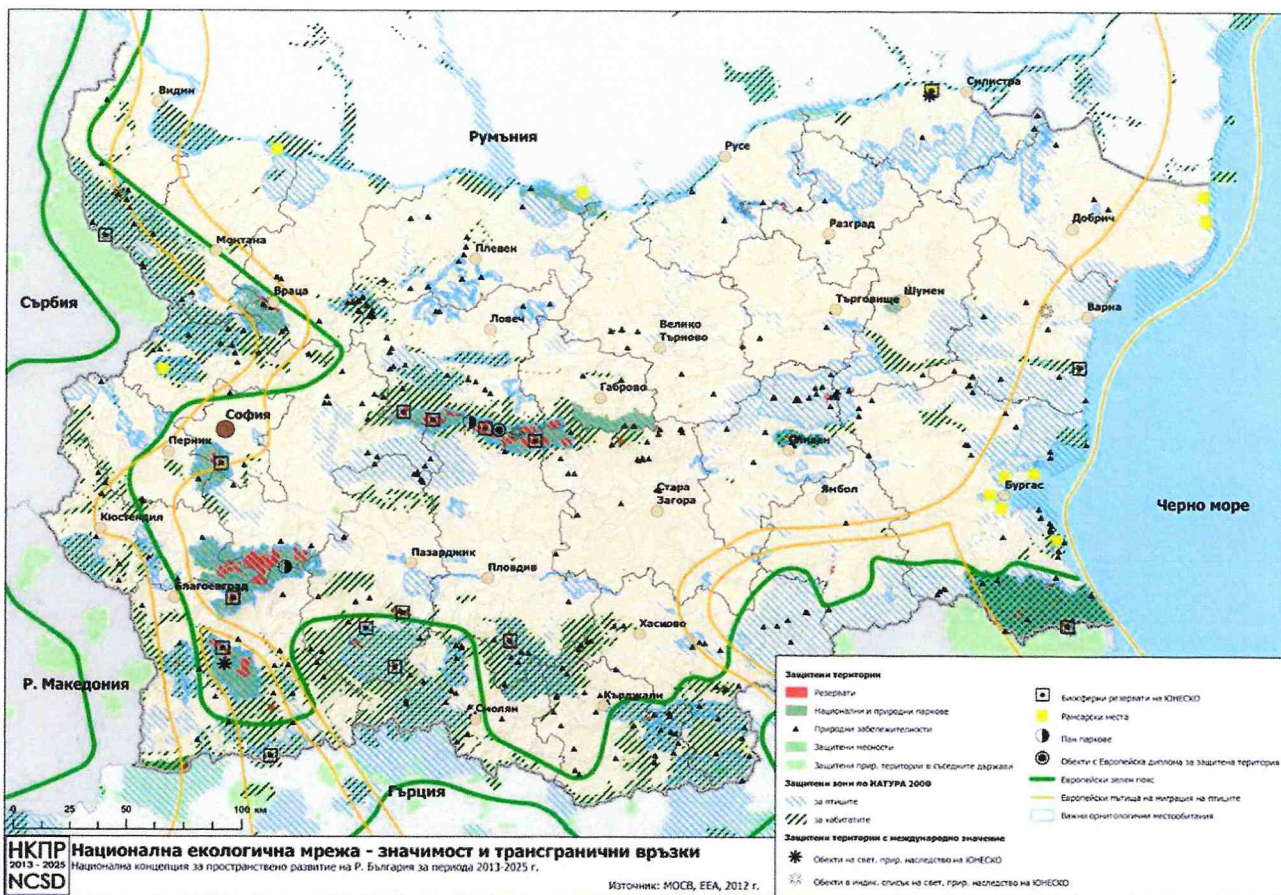 Видин
Силистра
Румъния
Русе
Монтана
Плевен
Разград
Добрич
Сърбия
Враца
Ловеч
Търговище
Шумен
Варна
Велико
Търново
Габрово
София
Перник
Сливен
Стара
Загора
Ямбол
Бургас
Черно море
Кюстендил
Пазарджик
Пловдив
Благоевград
Хасково
Р. Македония
Смолян
Кърджали
Гърция
0 25 50 100 км
Защитени територии
Резервати
Национални и природни паркове
Природни забележителности
Защитени месности
Защитени прир. територии в съседните държави
Защитени зони по НАТУРА 2000
за птиците
за хабитатите
Защитени територии с международно значение
Обекти на свет. прир. наследство на ЮНЕСКО
Обекти в индик. списък на свет. прир. наследство на ЮНЕСКО
Биосферни резервати на ЮНЕСКО
Рамсарски места
Пан паркове
Обекти с Европейска диплома за защитена територия
Европейски зелен пояс
Европейски пътища на миграция на птиците
Важни орнитологични местообитания
НКПР
2013 - 2025
NCSD
Национална екологична мрежа - значимост и трансгранични връзки
Национална концепция за пространствено развитие на Р. България за периода 2013-2025 г.
Източник: МОСВ, ЕЕА, 2012 г.